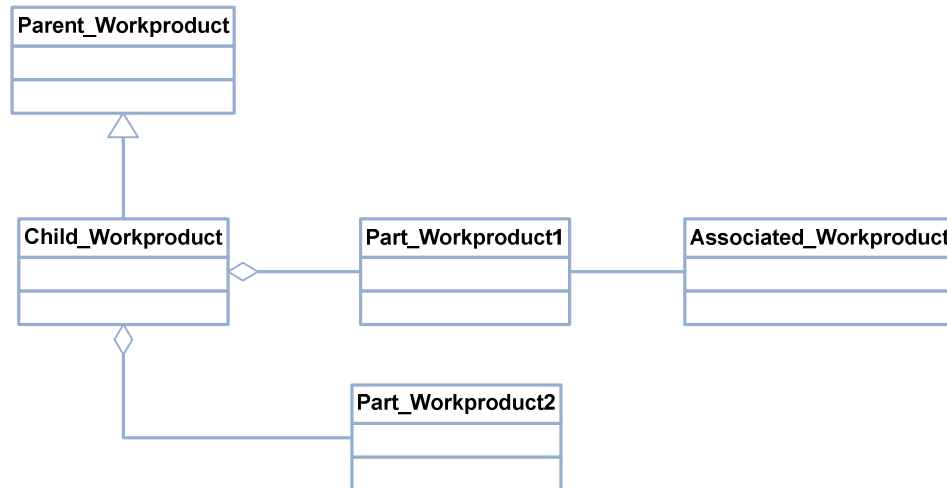 Parent_Workproduct
Child_Workproduct
Part_Workproduct1
Associated_Workproduct
Part_Workproduct2